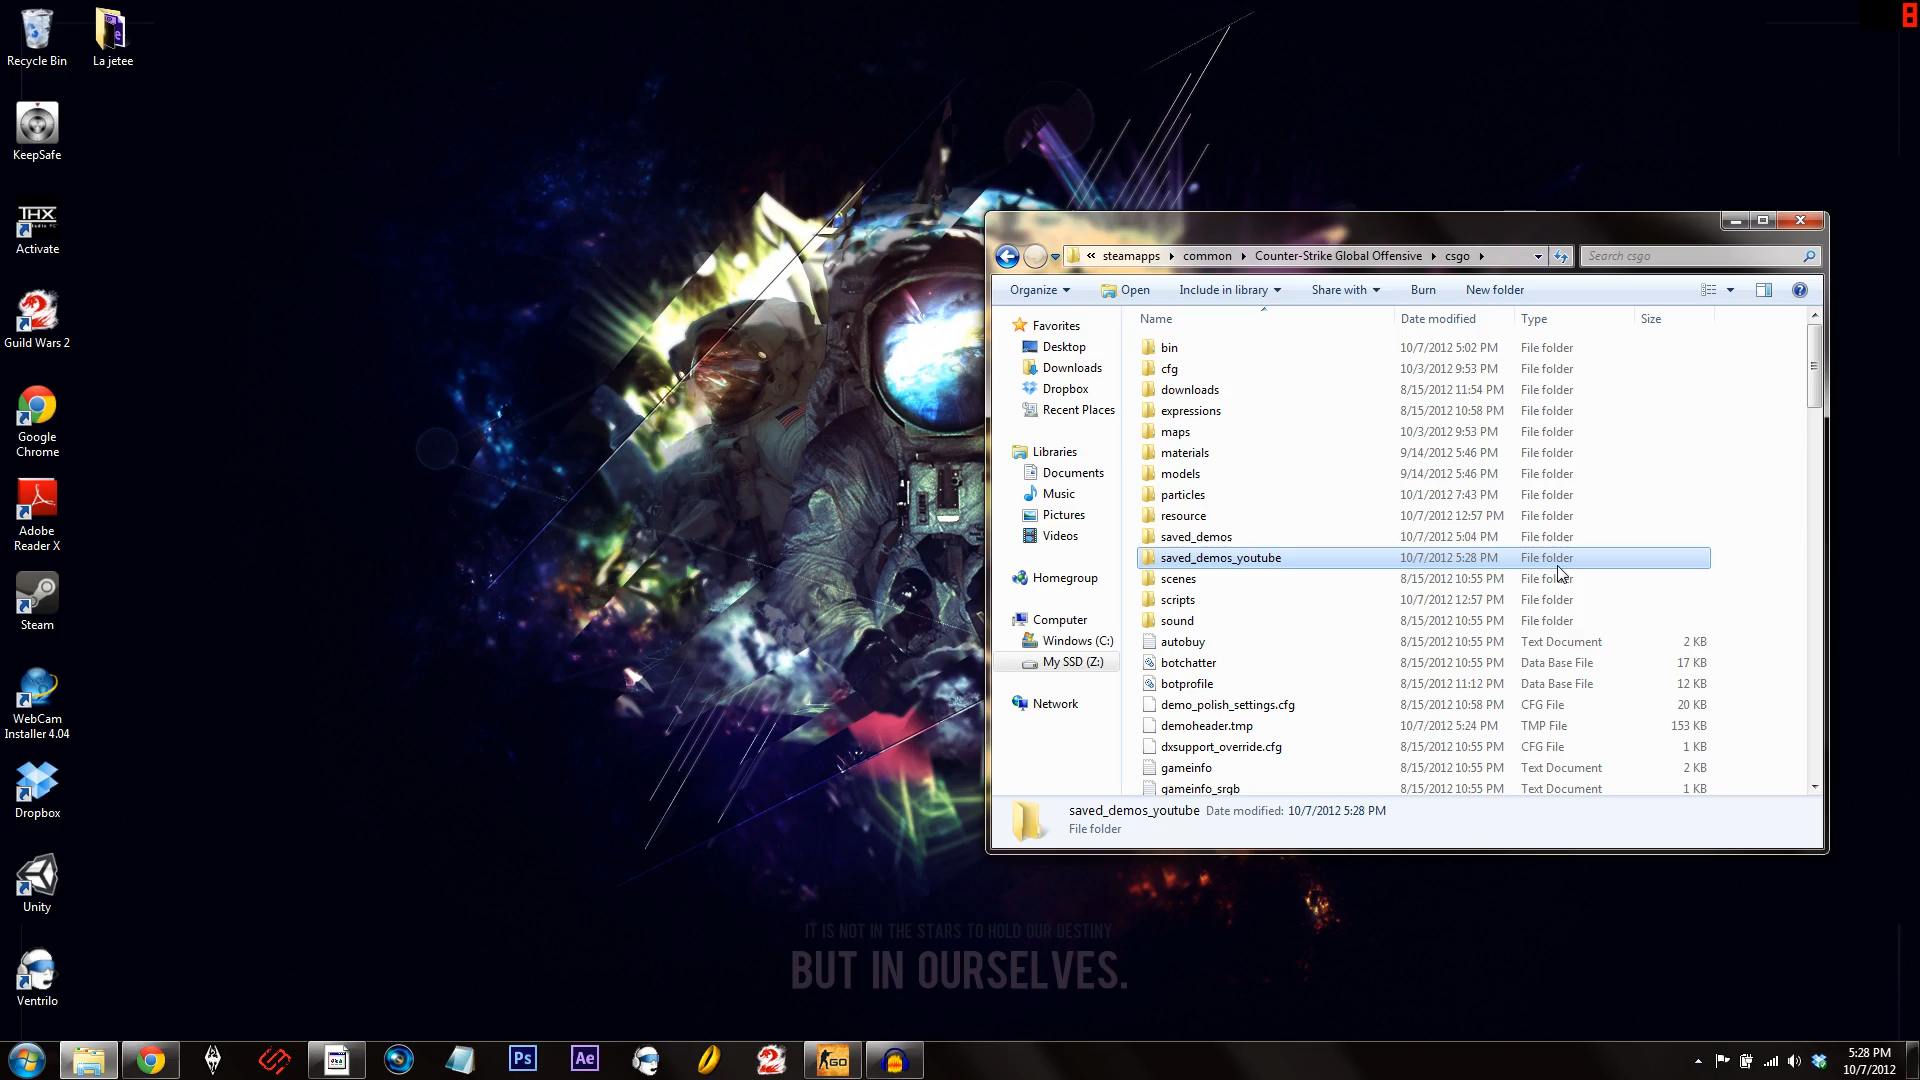 8
Recycle Bin
La jetee
KeepSafe
THX
Activate
Guild Wars 2
Google
Chrome
Adobe
Reader X
Steam
WebCam
Installer 4.04
Dropbox
Unity
Ventrilo
« steamapps common Counter-Strike Global Offensive csgo
Search csgo
Organize Open Include in library Share with Burn New folder
Name Date modified Type Size
Favorites
Desktop
Downloads
Dropbox
Recent Places
Libraries
Documents
Music
Pictures
Videos
Homegroup
Computer
Windows (C:)
My SSD (Z:)
Network
bin 10/7/2012 5:02 PM File folder
cfg 10/3/2012 9:53 PM File folder
downloads 8/15/2012 11:54 PM File folder
expressions 8/15/2012 10:58 PM File folder
maps 10/3/2012 9:53 PM File folder
materials 9/14/2012 5:46 PM File folder
models 9/14/2012 5:46 PM File folder
particles 10/1/2012 7:43 PM File folder
resource 10/7/2012 12:57 PM File folder
saved_demos 10/7/2012 5:04 PM File folder
saved_demos_youtube 10/7/2012 5:28 PM File folder
scenes 8/15/2012 10:55 PM File folder
scripts 10/7/2012 12:57 PM File folder
sound 8/15/2012 10:55 PM File folder
autobuy 8/15/2012 10:55 PM Text Document 2 KB
botchatter 8/15/2012 10:55 PM Data Base File 17 KB
botprofile 8/15/2012 11:12 PM Data Base File 12 KB
demo_polish_settings.cfg 8/15/2012 10:58 PM CFG File 20 KB
demoheader.tmp 10/7/2012 5:24 PM TMP File 153 KB
dxsupport_override.cfg 8/15/2012 10:55 PM CFG File 1 KB
gameinfo 8/15/2012 10:55 PM Text Document 2 KB
gameinfo_srgb 8/15/2012 10:55 PM Text Document 1 KB
saved_demos_youtube Date modified: 10/7/2012 5:28 PM
File folder
IT IS NOT IN THE STARS TO HOLD OUR DESTINY
BUT IN OURSELVES.
Ps
Ae
GO
5:28 PM
10/7/2012